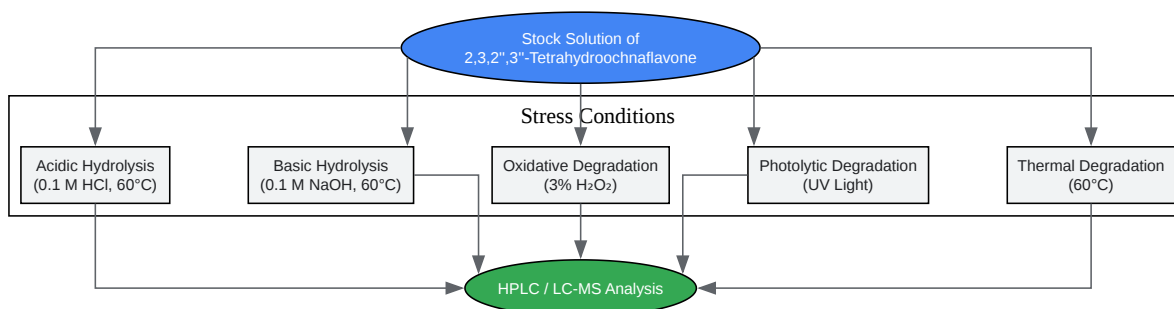 Stock Solution of
2,3,2",3"-Tetrahydroochnaflavone
Stress Conditions
Acidic Hydrolysis
(0.1 M HCl, 60°C)
Basic Hydrolysis
(0.1 M NaOH, 60°C)
Oxidative Degradation
(3% H₂O₂)
Photolytic Degradation
(UV Light)
Thermal Degradation
(60°C)
HPLC / LC-MS Analysis